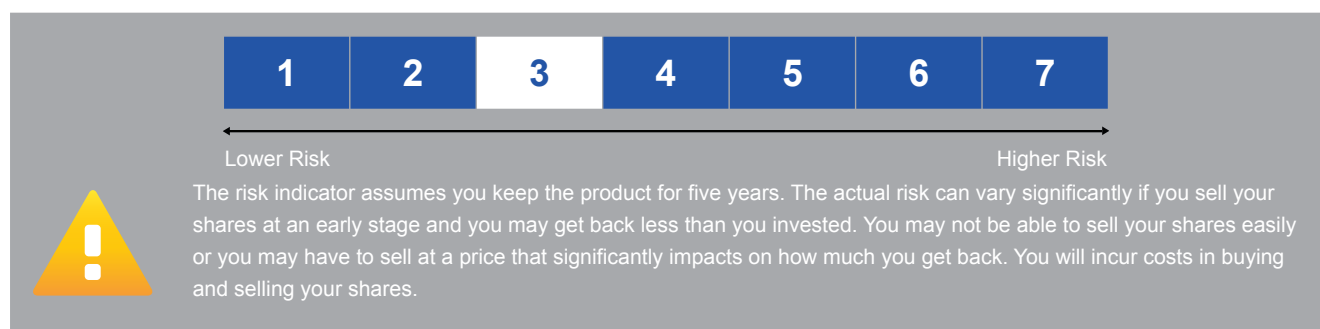 1 2 3 4 5 6 7
Lower Risk Higher Risk
The risk indicator assumes you keep the product for five years. The actual risk can vary significantly if you sell your
shares at an early stage and you may get back less than you invested. You may not be able to sell your shares easily
or you may have to sell at a price that significantly impacts on how much you get back. You will incur costs in buying
and selling your shares.